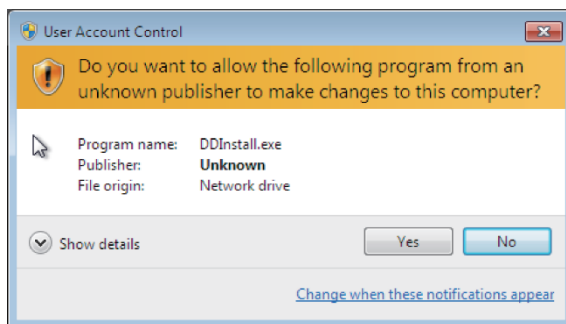 User Account Control
Do you want to allow the following program from an
unknown publisher to make changes to this computer?
Program name: DDInstall.exe
Publisher: Unknown
File origin: Network drive
Show details
Yes No
Change when these notifications appear